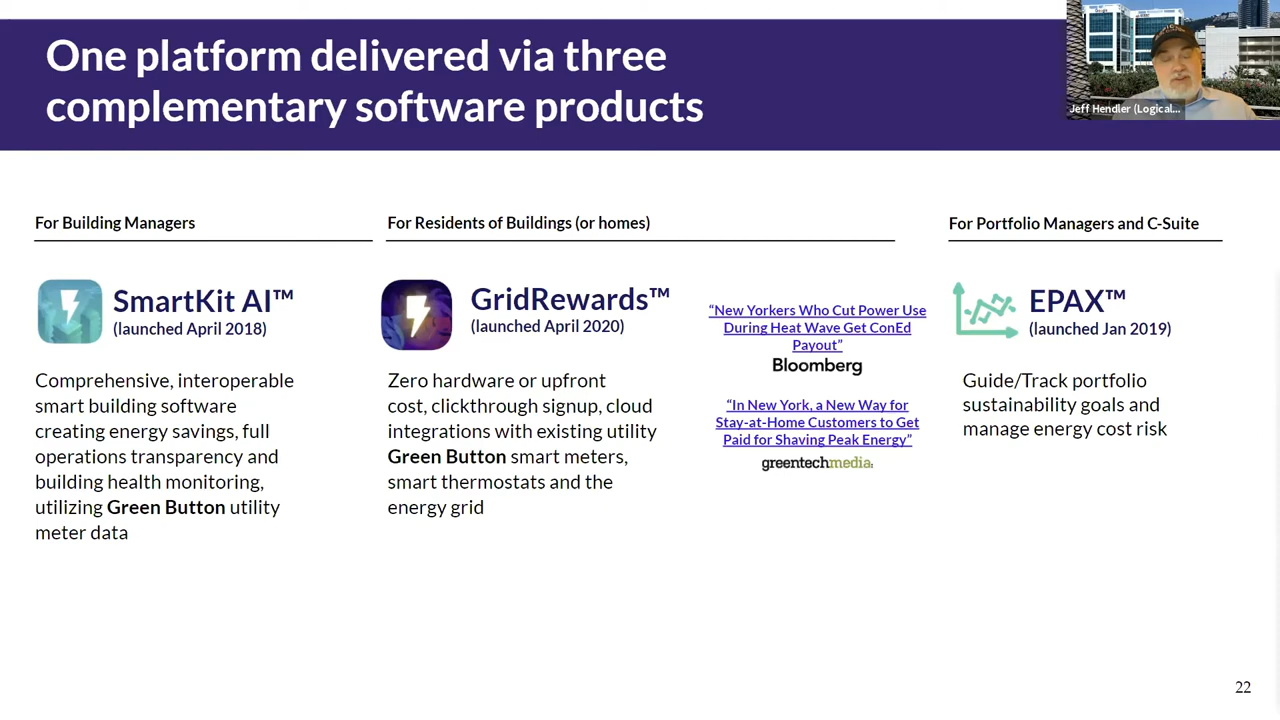 One platform delivered via three
complementary software products
Jeff Hendler (Logical...
For Building Managers
SmartKit AI™
(launched April 2018)
Comprehensive, interoperable
smart building software
creating energy savings, full
operations transparency and
building health monitoring,
utilizing Green Button utility
meter data
For Residents of Buildings (or homes)
GridRewards™
(launched April 2020)
Zero hardware or upfront
cost, clickthrough signup, cloud
integrations with existing utility
Green Button smart meters,
smart thermostats and the
energy grid
“New Yorkers Who Cut Power Use
During Heat Wave Get ConEd
Payout”
Bloomberg
“In New York, a New Way for
Stay-at-Home Customers to Get
Paid for Shaving Peak Energy”
greentechmedia:
For Portfolio Managers and C-Suite
EPAX™
(launched Jan 2019)
Guide/Track portfolio
sustainability goals and
manage energy cost risk
22